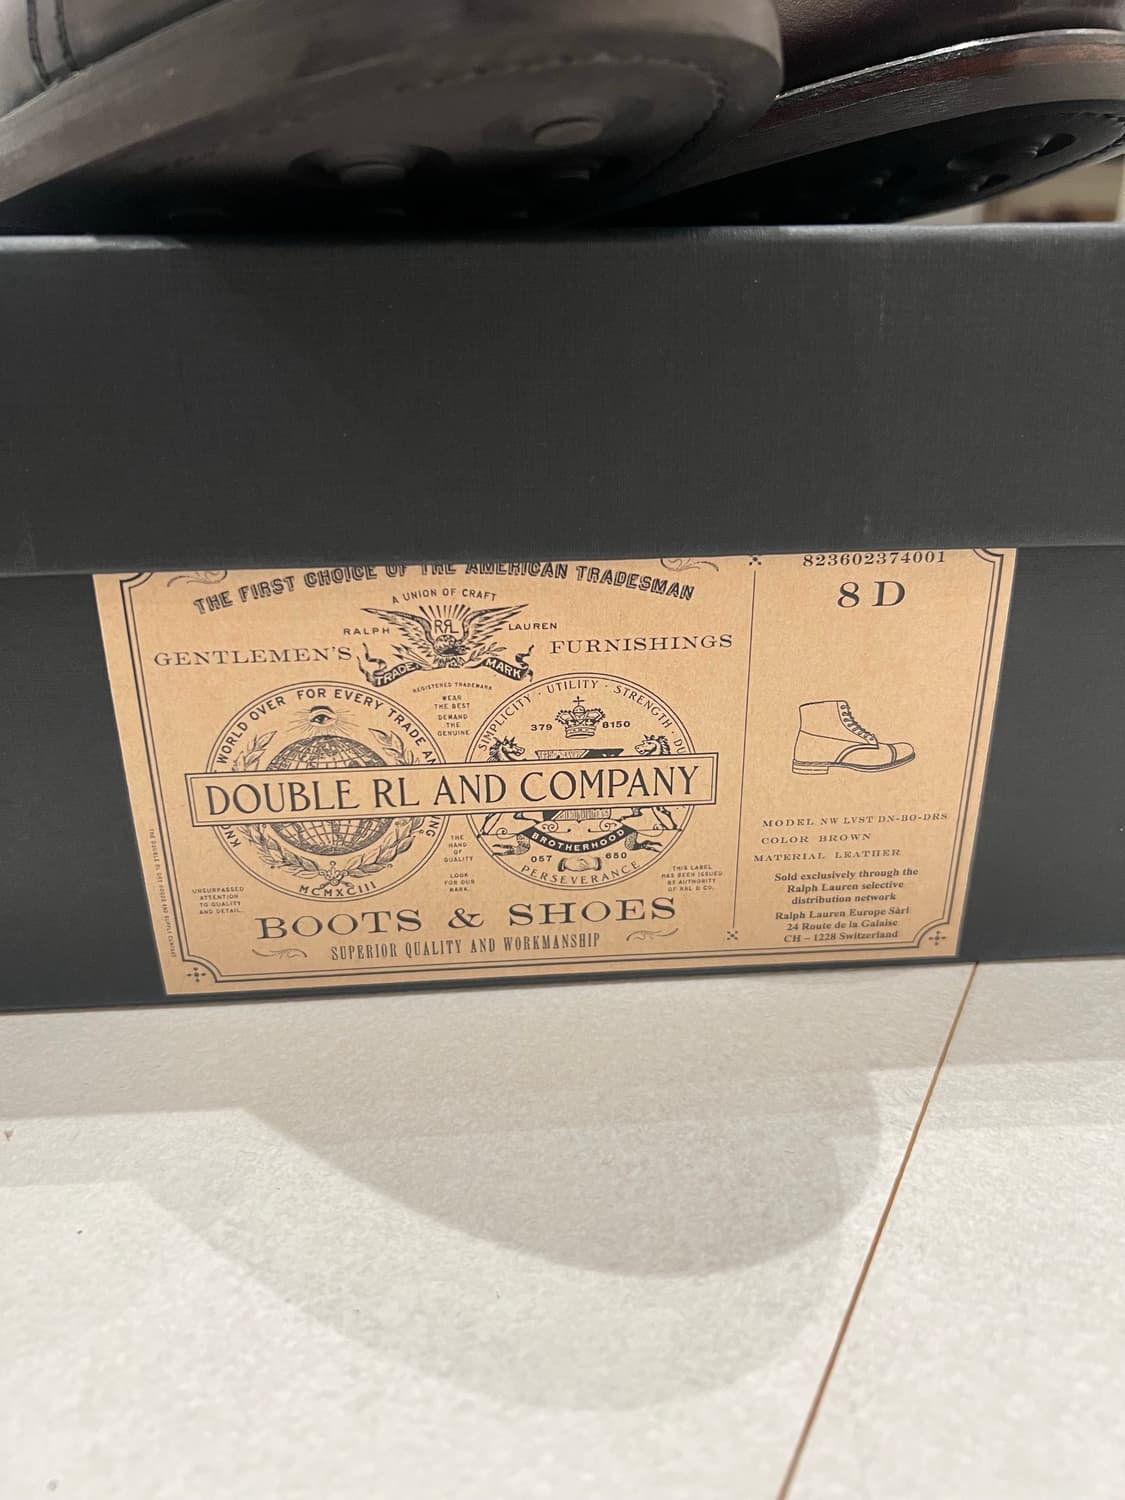 THE FIRST CHOICE OF THE AMERICAN TRADESMAN
A UNION OF CRAFT
RALPH LAUREN
RRL
GENTLEMEN'S FURNISHINGS
TRADE MARK
REGISTERED TRADEMARK
WEAR
THE BEST
DEMAND
THE
GENUINE
WORLD OVER FOR EVERY TRADE AN
SIMPLICITY · UTILITY · STRENGTH · DU
379 8150
DOUBLE RL AND COMPANY
BROTHERHOOD
057 650
PERSEVERANCE
MCMXCIII
THE
HAND
OF
QUALITY
LOOK
FOR OUR
MARK.
UNSURPASSED
ATTENTION
TO QUALITY
AND DETAIL.
THIS LABEL
HAS BEEN ISSUED
BY AUTHORITY
OF RRL & CO.
BOOTS & SHOES
SUPERIOR QUALITY AND WORKMANSHIP
823602374001
8 D
MODEL NW LVST DN-BO-DRS
COLOR BROWN
MATERIAL LEATHER
Sold exclusively through the
Ralph Lauren selective
distribution network
Ralph Lauren Europe Sàrl
24 Route de la Galaise
CH – 1228 Switzerland